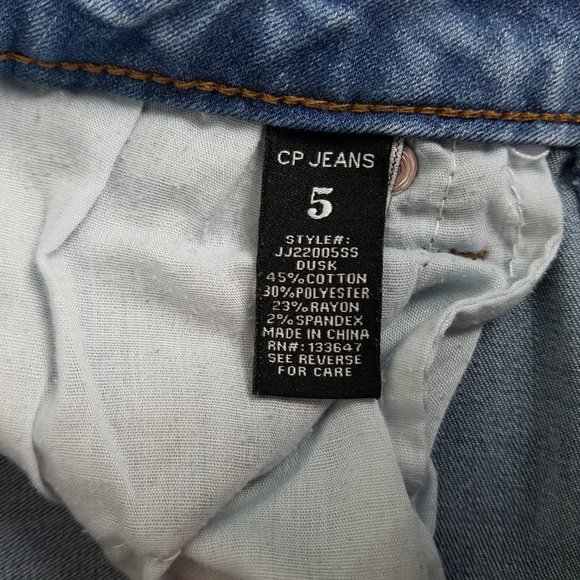 CP JEANS
5
STYLE#:
JJ22005SS
DUSK
45%COTTON
30%POLYESTER
23%RAYON
2%SPANDEX
MADE IN CHINA
RN#:133647
SEE REVERSE
FOR CARE